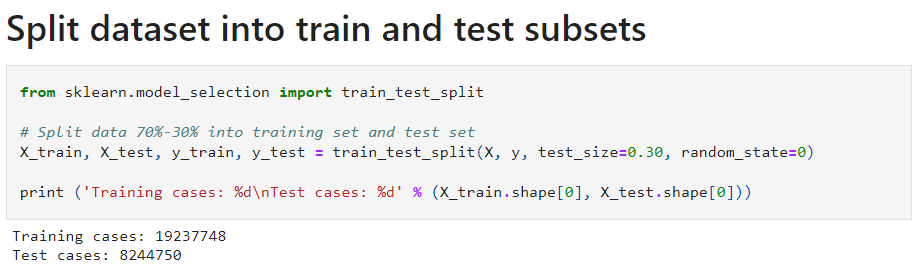 Split dataset into train and test subsets
from sklearn.model_selection import train_test_split
# Split data 70%-30% into training set and test set
X_train, X_test, y_train, y_test = train_test_split(X, y, test_size=0.30, random_state=0)
print ('Training cases: %d\nTest cases: %d' % (X_train.shape[0], X_test.shape[0]))
Training cases: 19237748
Test cases: 8244750